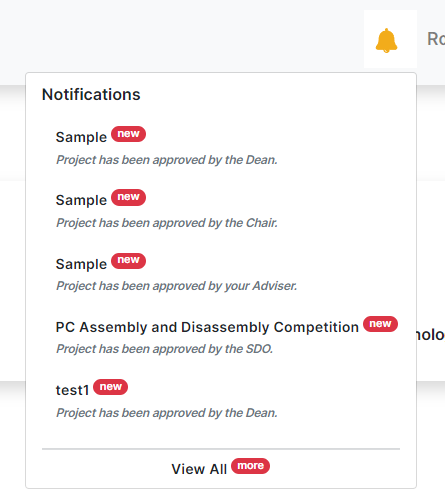 Ro
Notifications
Sample new
Project has been approved by the Dean.
Sample new
Project has been approved by the Chair.
Sample new
Project has been approved by your Adviser.
PC Assembly and Disassembly Competition new
Project has been approved by the SDO.
nolo
test1 new
Project has been approved by the Dean.
View All more